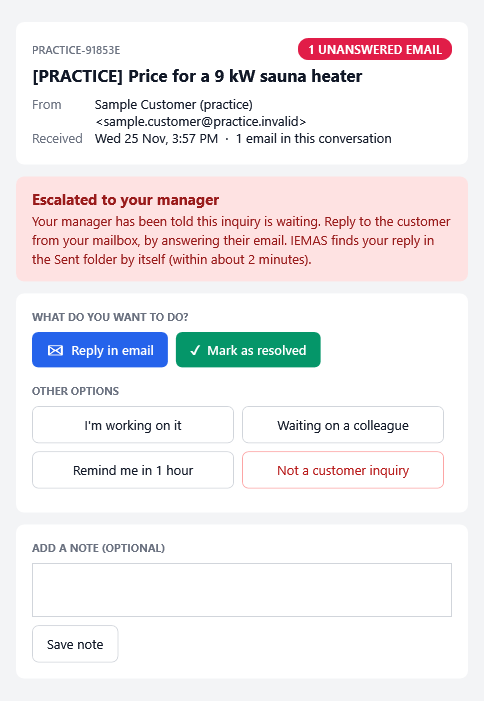 PRACTICE-91853E
1 UNANSWERED EMAIL
[PRACTICE] Price for a 9 kW sauna heater
From Sample Customer (practice)
<sample.customer@practice.invalid>
Received Wed 25 Nov, 3:57 PM · 1 email in this conversation
Escalated to your manager
Your manager has been told this inquiry is waiting. Reply to the customer
from your mailbox, by answering their email. IEMAS finds your reply in
the Sent folder by itself (within about 2 minutes).
WHAT DO YOU WANT TO DO?
✉ Reply in email ✓ Mark as resolved
OTHER OPTIONS
I'm working on it Waiting on a colleague
Remind me in 1 hour Not a customer inquiry
ADD A NOTE (OPTIONAL)
Save note